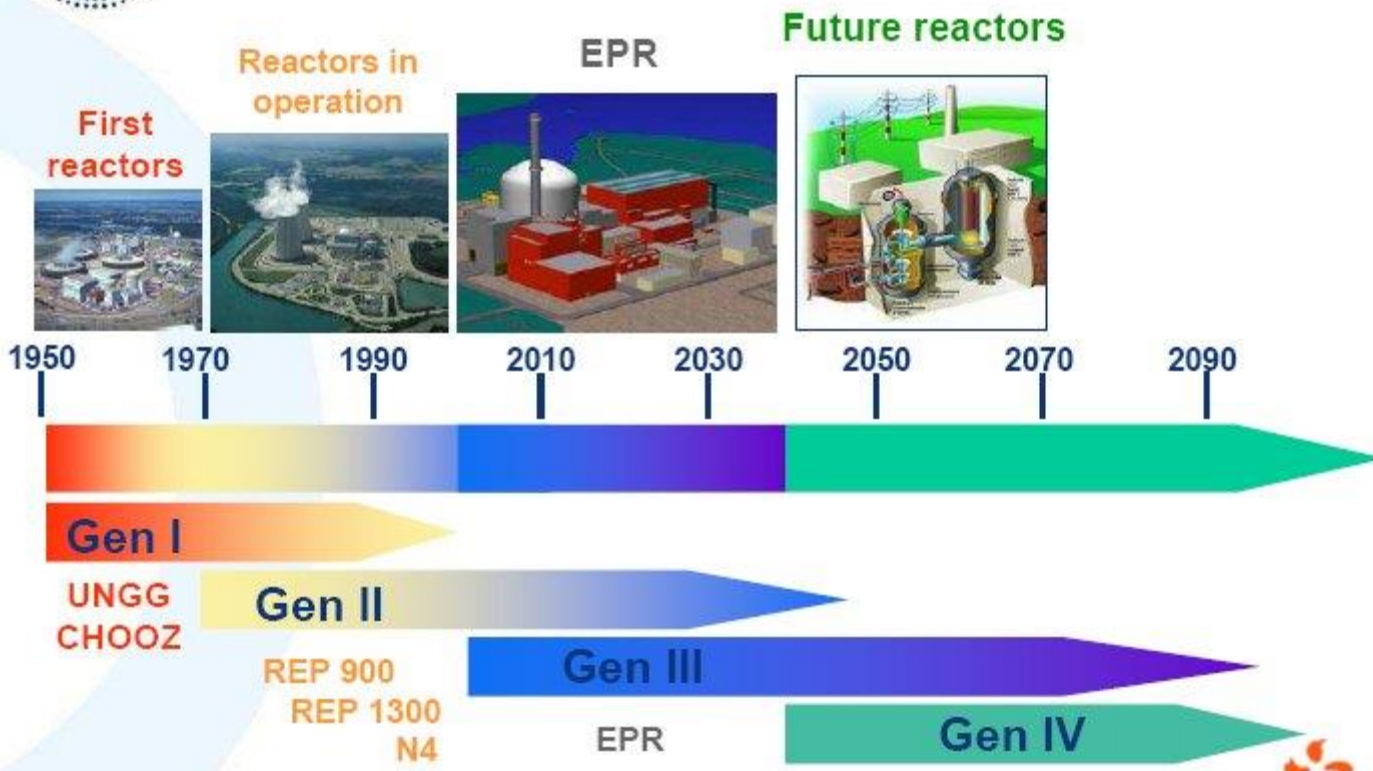 Future reactors
EPR
Reactors in
operation
First
reactors
1950 1970 1990 2010 2030 2050 2070 2090
Gen I
UNGG
CHOOZ
Gen II
REP 900
REP 1300
N4
Gen III
EPR
Gen IV